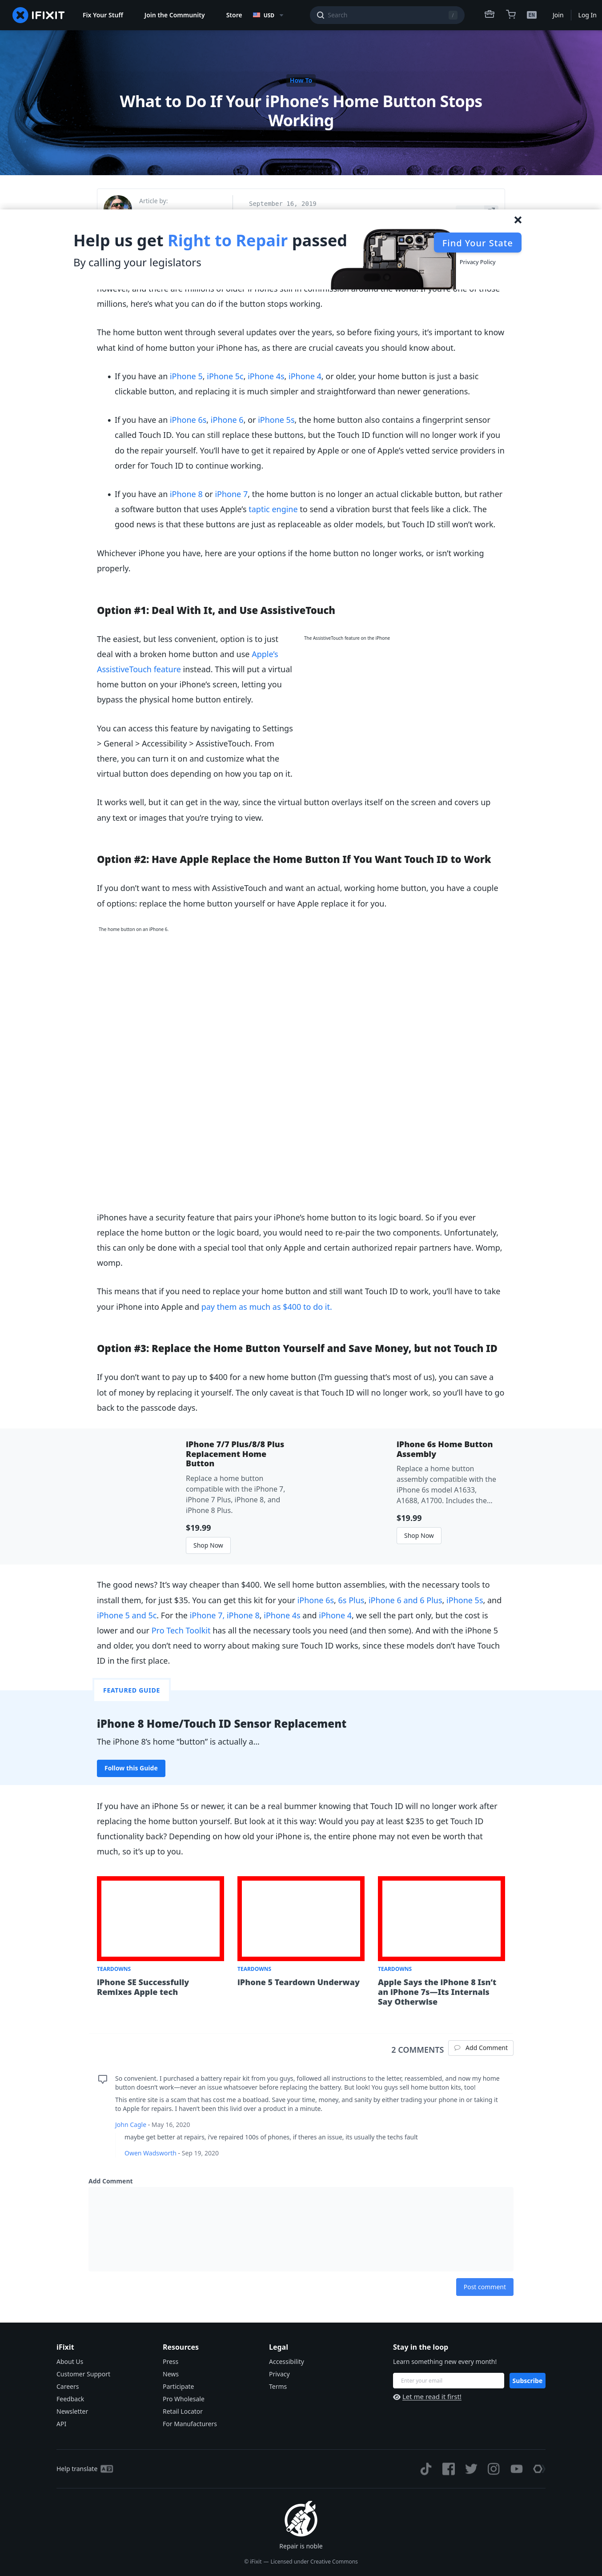 IFIXIT
Fix Your Stuff
Join the Community
Store
USD
Search
/
EN
Join
Log In
How To
What to Do If Your iPhone’s Home Button Stops
Working
Article by:
September 16, 2019
Help us get Right to Repair passed
By calling your legislators
Find Your State
Privacy Policy
however, and there are millions of older iPhones still in commission around the world. If you’re one of those
millions, here’s what you can do if the button stops working.
The home button went through several updates over the years, so before fixing yours, it’s important to know
what kind of home button your iPhone has, as there are crucial caveats you should know about.
If you have an iPhone 5, iPhone 5c, iPhone 4s, iPhone 4, or older, your home button is just a basic
clickable button, and replacing it is much simpler and straightforward than newer generations.
If you have an iPhone 6s, iPhone 6, or iPhone 5s, the home button also contains a fingerprint sensor
called Touch ID. You can still replace these buttons, but the Touch ID function will no longer work if you
do the repair yourself. You’ll have to get it repaired by Apple or one of Apple’s vetted service providers in
order for Touch ID to continue working.
If you have an iPhone 8 or iPhone 7, the home button is no longer an actual clickable button, but rather
a software button that uses Apple’s taptic engine to send a vibration burst that feels like a click. The
good news is that these buttons are just as replaceable as older models, but Touch ID still won’t work.
Whichever iPhone you have, here are your options if the home button no longer works, or isn’t working
properly.
Option #1: Deal With It, and Use AssistiveTouch
The easiest, but less convenient, option is to just
deal with a broken home button and use Apple’s
AssistiveTouch feature instead. This will put a virtual
home button on your iPhone’s screen, letting you
bypass the physical home button entirely.
The AssistiveTouch feature on the iPhone
You can access this feature by navigating to Settings
> General > Accessibility > AssistiveTouch. From
there, you can turn it on and customize what the
virtual button does depending on how you tap on it.
It works well, but it can get in the way, since the virtual button overlays itself on the screen and covers up
any text or images that you’re trying to view.
Option #2: Have Apple Replace the Home Button If You Want Touch ID to Work
If you don’t want to mess with AssistiveTouch and want an actual, working home button, you have a couple
of options: replace the home button yourself or have Apple replace it for you.
The home button on an iPhone 6.
iPhones have a security feature that pairs your iPhone’s home button to its logic board. So if you ever
replace the home button or the logic board, you would need to re-pair the two components. Unfortunately,
this can only be done with a special tool that only Apple and certain authorized repair partners have. Womp,
womp.
This means that if you need to replace your home button and still want Touch ID to work, you’ll have to take
your iPhone into Apple and pay them as much as $400 to do it.
Option #3: Replace the Home Button Yourself and Save Money, but not Touch ID
If you don’t want to pay up to $400 for a new home button (I’m guessing that’s most of us), you can save a
lot of money by replacing it yourself. The only caveat is that Touch ID will no longer work, so you’ll have to go
back to the passcode days.
iPhone 7/7 Plus/8/8 Plus
Replacement Home
Button
Replace a home button
compatible with the iPhone 7,
iPhone 7 Plus, iPhone 8, and
iPhone 8 Plus.
$19.99
Shop Now
iPhone 6s Home Button
Assembly
Replace a home button
assembly compatible with the
iPhone 6s model A1633,
A1688, A1700. Includes the...
$19.99
Shop Now
The good news? It’s way cheaper than $400. We sell home button assemblies, with the necessary tools to
install them, for just $35. You can get this kit for your iPhone 6s, 6s Plus, iPhone 6 and 6 Plus, iPhone 5s, and
iPhone 5 and 5c. For the iPhone 7, iPhone 8, iPhone 4s and iPhone 4, we sell the part only, but the cost is
lower and our Pro Tech Toolkit has all the necessary tools you need (and then some). And with the iPhone 5
and older, you don’t need to worry about making sure Touch ID works, since these models don’t have Touch
ID in the first place.
FEATURED GUIDE
iPhone 8 Home/Touch ID Sensor Replacement
The iPhone 8’s home “button” is actually a...
Follow this Guide
If you have an iPhone 5s or newer, it can be a real bummer knowing that Touch ID will no longer work after
replacing the home button yourself. But look at it this way: Would you pay at least $235 to get Touch ID
functionality back? Depending on how old your iPhone is, the entire phone may not even be worth that
much, so it’s up to you.
TEARDOWNS
iPhone SE Successfully
Remixes Apple tech
TEARDOWNS
iPhone 5 Teardown Underway
TEARDOWNS
Apple Says the iPhone 8 Isn’t
an iPhone 7s—Its Internals
Say Otherwise
2 COMMENTS
Add Comment
So convenient. I purchased a battery repair kit from you guys, followed all instructions to the letter, reassembled, and now my home
button doesn’t work—never an issue whatsoever before replacing the battery. But look! You guys sell home button kits, too!
This entire site is a scam that has cost me a boatload. Save your time, money, and sanity by either trading your phone in or taking it
to Apple for repairs. I haven’t been this livid over a product in a minute.
John Cagle - May 16, 2020
maybe get better at repairs, i’ve repaired 100s of phones, if theres an issue, its usually the techs fault
Owen Wadsworth - Sep 19, 2020
Add Comment
Post comment
iFixit
About Us
Customer Support
Careers
Feedback
Newsletter
API
Resources
Press
News
Participate
Pro Wholesale
Retail Locator
For Manufacturers
Legal
Accessibility
Privacy
Terms
Stay in the loop
Learn something new every month!
Enter your email
Subscribe
Let me read it first!
Help translate
Repair is noble
© iFixit — Licensed under Creative Commons